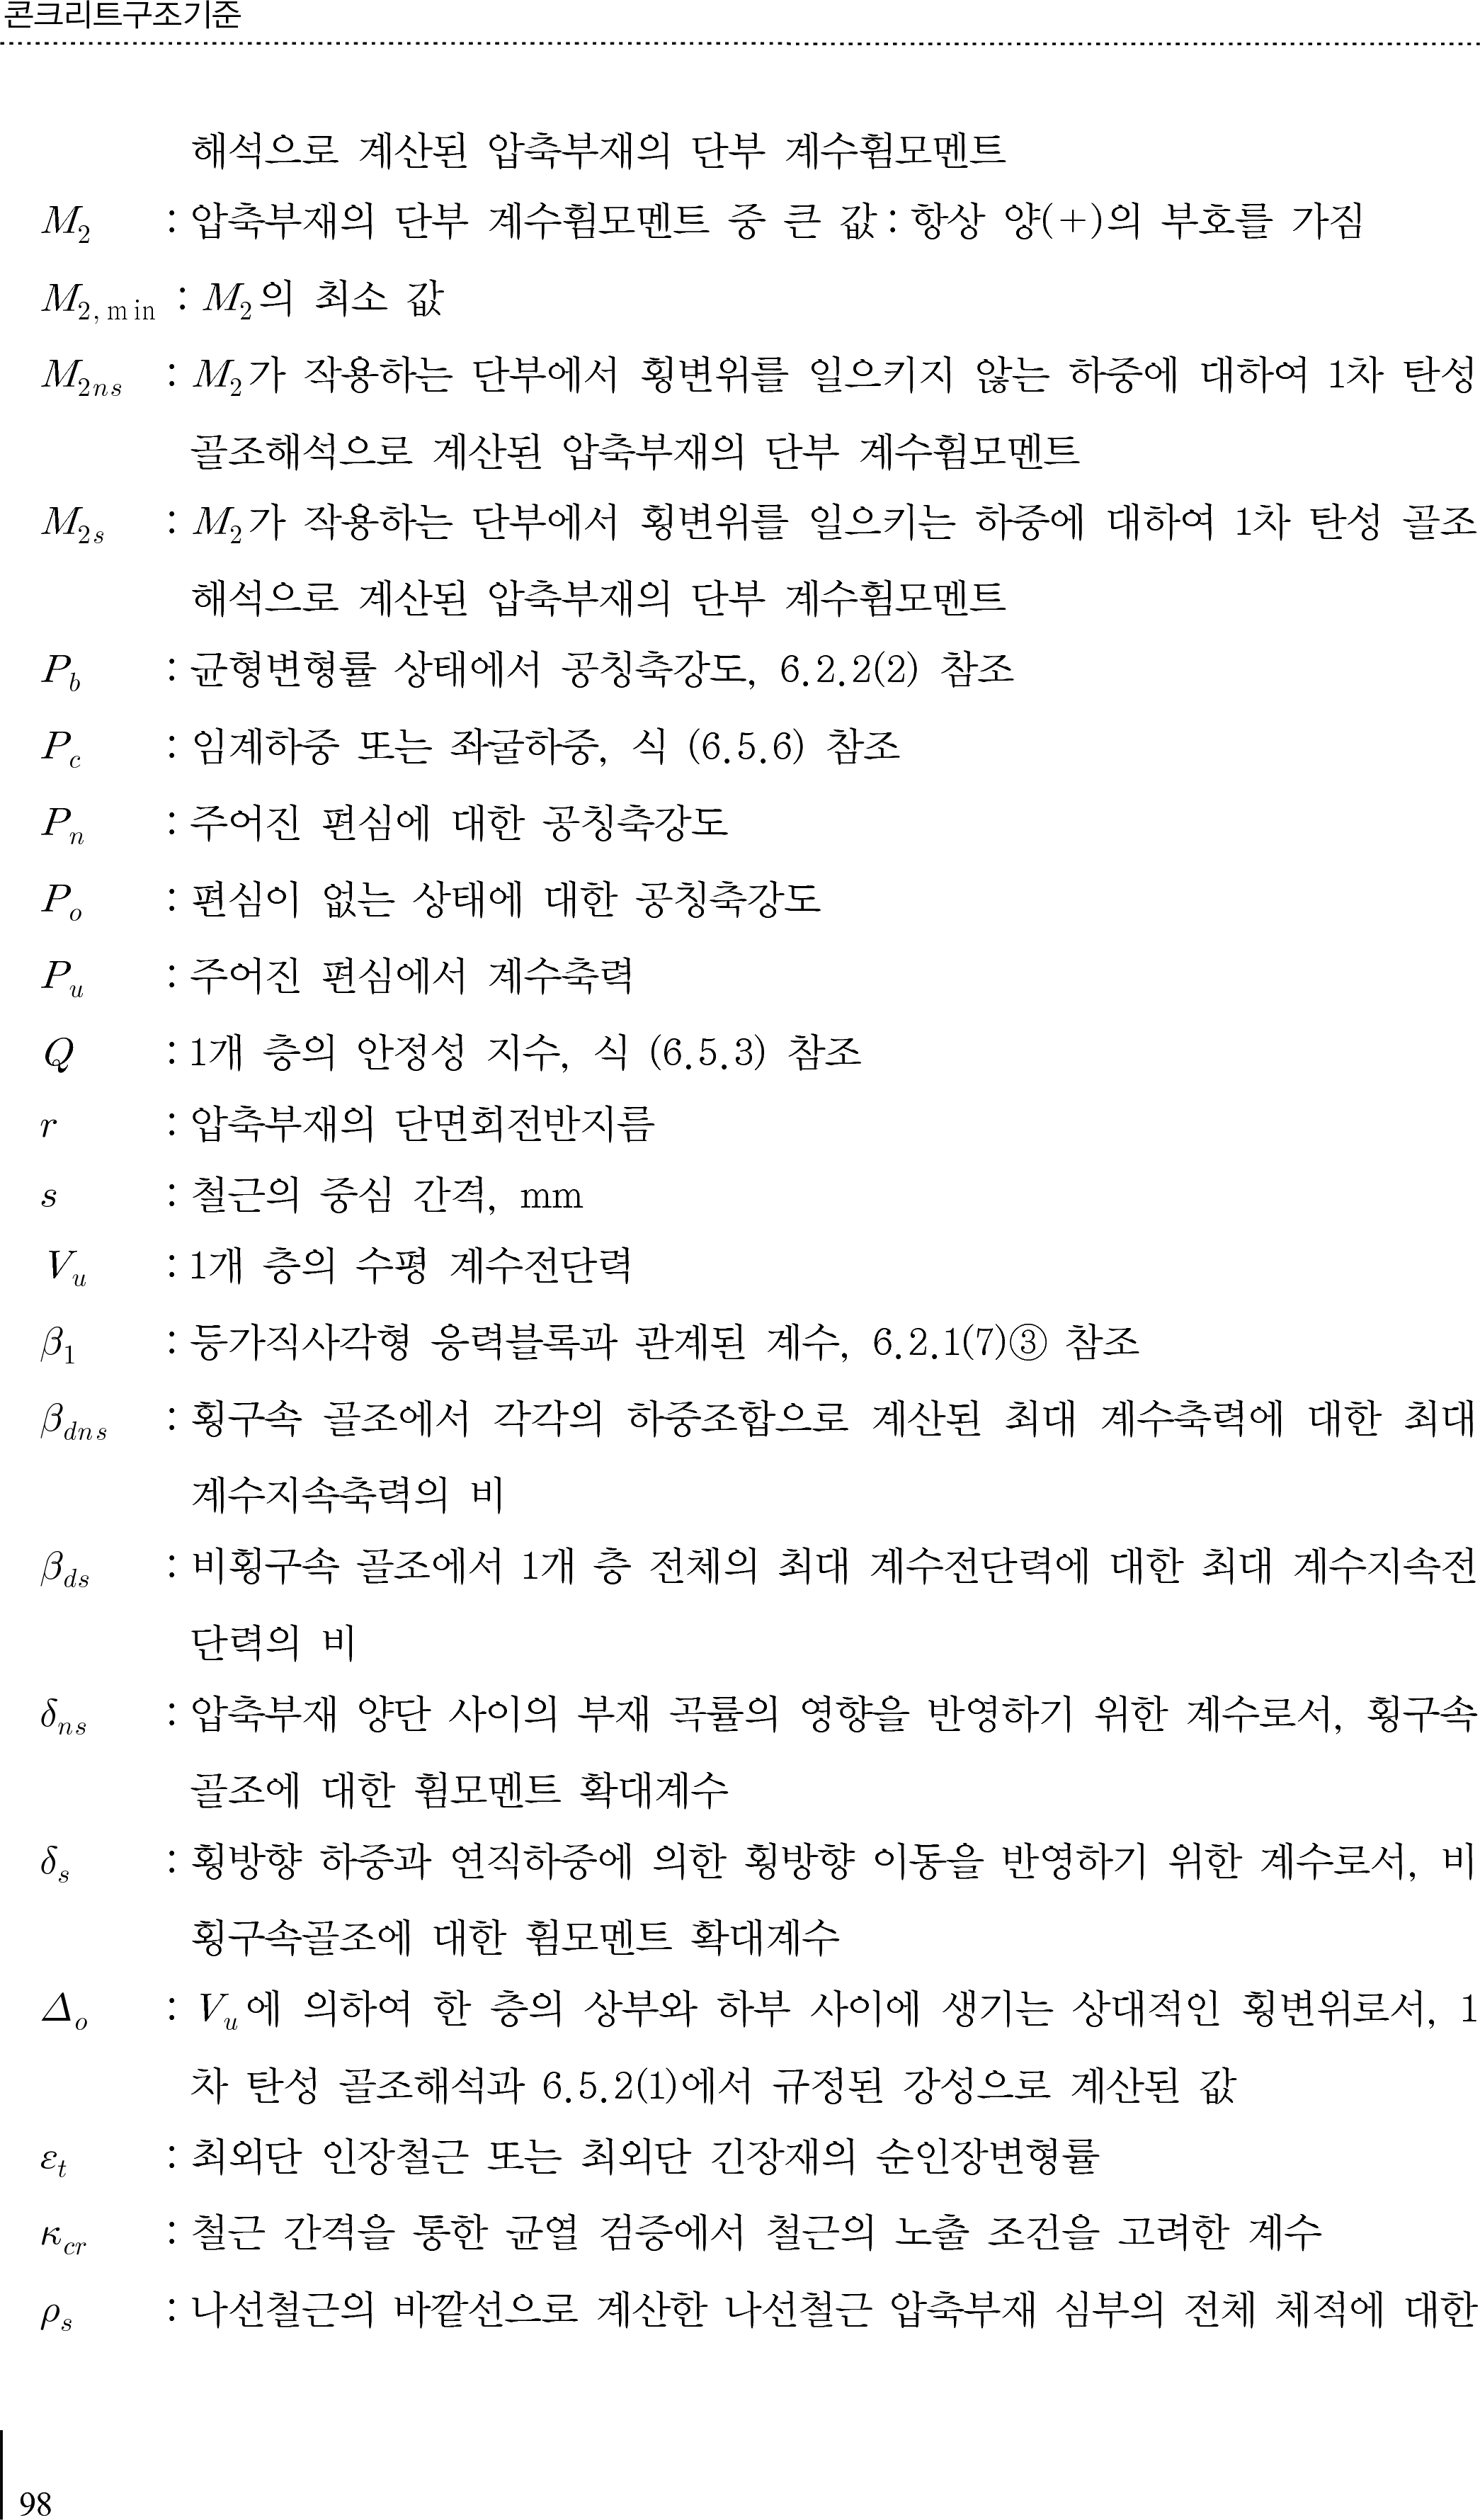 콘크리트구조기준
해석으로 계산된 압축부재의 단부 계수휨모멘트
M₂ : 압축부재의 단부 계수휨모멘트 중 큰 값 : 항상 양(+)의 부호를 가짐
M₂,min : M₂의 최소 값
M₂ns : M₂가 작용하는 단부에서 횡변위를 일으키지 않는 하중에 대하여 1차 탄성
골조해석으로 계산된 압축부재의 단부 계수휨모멘트
M₂s : M₂가 작용하는 단부에서 횡변위를 일으키는 하중에 대하여 1차 탄성 골조
해석으로 계산된 압축부재의 단부 계수휨모멘트
P_b : 균형변형률 상태에서 공칭축강도, 6.2.2(2) 참조
P_c : 임계하중 또는 좌굴하중, 식 (6.5.6) 참조
P_n : 주어진 편심에 대한 공칭축강도
P_o : 편심이 없는 상태에 대한 공칭축강도
P_u : 주어진 편심에서 계수축력
Q : 1개 층의 안정성 지수, 식 (6.5.3) 참조
r : 압축부재의 단면회전반지름
s : 철근의 중심 간격, mm
V_u : 1개 층의 수평 계수전단력
β₁ : 등가직사각형 응력블록과 관계된 계수, 6.2.1(7)③ 참조
β_dns : 횡구속 골조에서 각각의 하중조합으로 계산된 최대 계수축력에 대한 최대
계수지속축력의 비
β_ds : 비횡구속 골조에서 1개 층 전체의 최대 계수전단력에 대한 최대 계수지속전
단력의 비
δ_ns : 압축부재 양단 사이의 부재 곡률의 영향을 반영하기 위한 계수로서, 횡구속
골조에 대한 휨모멘트 확대계수
δ_s : 횡방향 하중과 연직하중에 의한 횡방향 이동을 반영하기 위한 계수로서, 비
횡구속골조에 대한 휨모멘트 확대계수
Δ_o : V_u에 의하여 한 층의 상부와 하부 사이에 생기는 상대적인 횡변위로서, 1
차 탄성 골조해석과 6.5.2(1)에서 규정된 강성으로 계산된 값
ε_t : 최외단 인장철근 또는 최외단 긴장재의 순인장변형률
κ_cr : 철근 간격을 통한 균열 검증에서 철근의 노출 조건을 고려한 계수
ρ_s : 나선철근의 바깥선으로 계산한 나선철근 압축부재 심부의 전체 체적에 대한
98